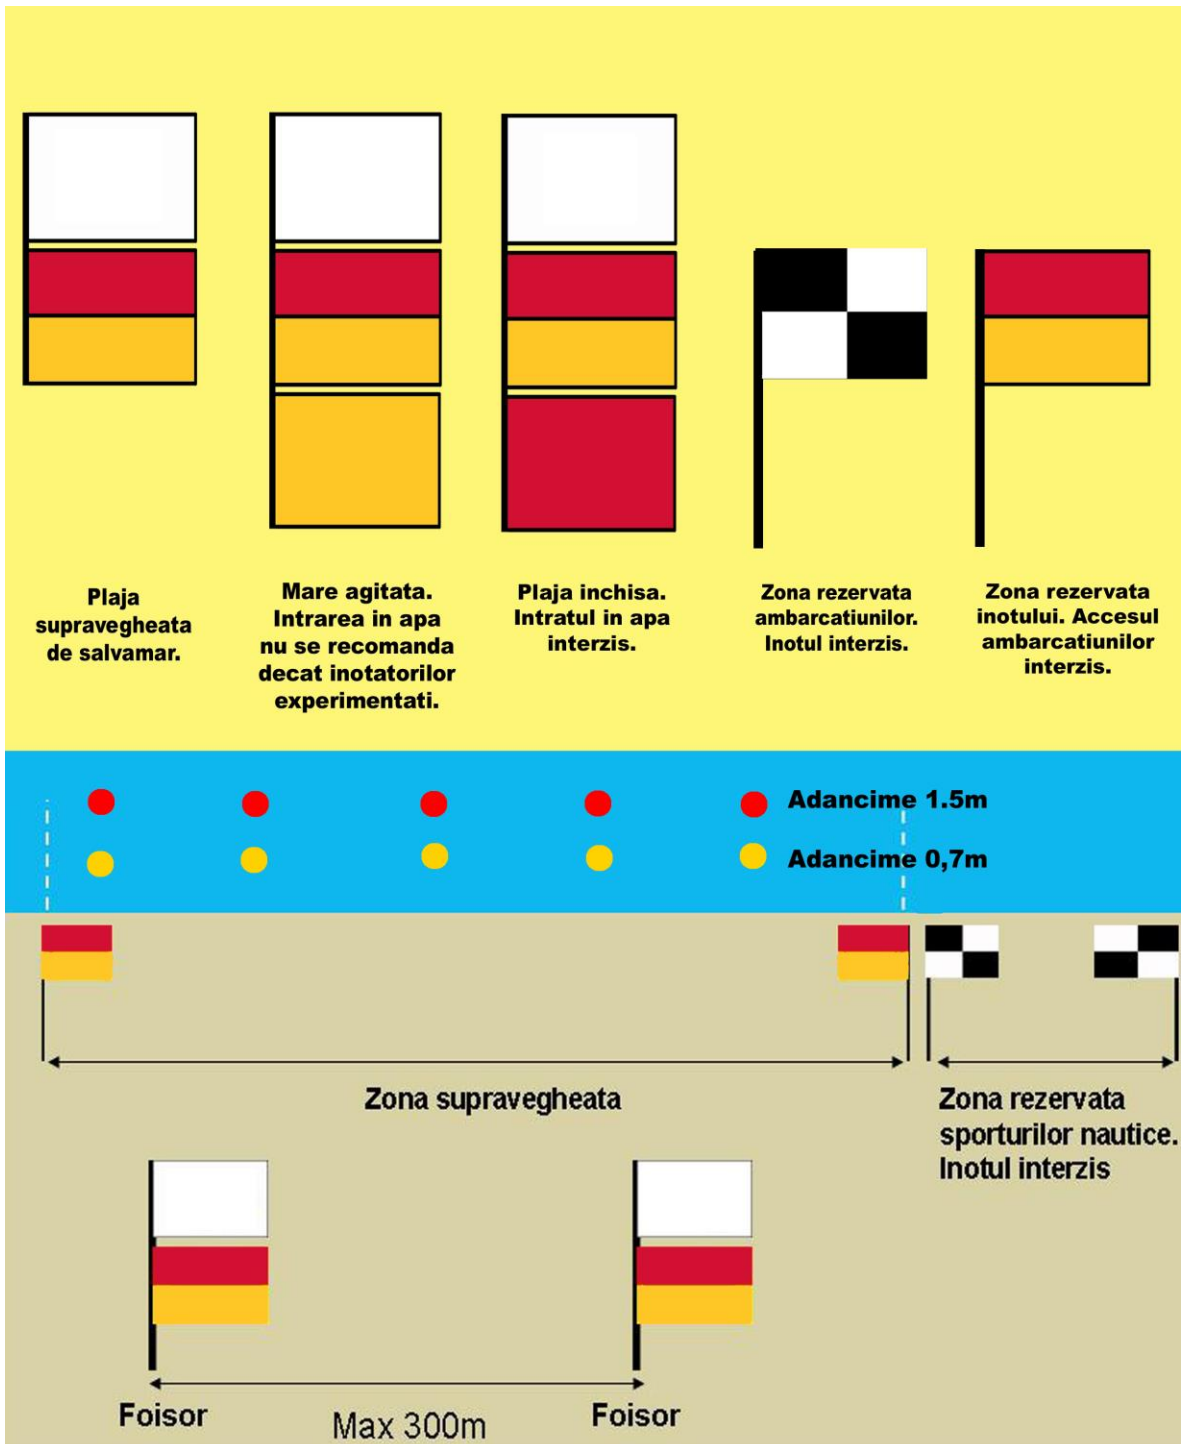 Plaja
supravegheata
de salvamar.
Mare agitata.
Intrarea in apa
nu se recomanda
decat inotatorilor
experimentati.
Plaja inchisa.
Intratul in apa
interzis.
Zona rezervata
ambarcatiunilor.
Inotul interzis.
Zona rezervata
inotului. Accesul
ambarcatiunilor
interzis.
Adancime 1.5m
Adancime 0,7m
Zona supravegheata
Zona rezervata
sporturilor nautice.
Inotul interzis
Foisor
Max 300m
Foisor